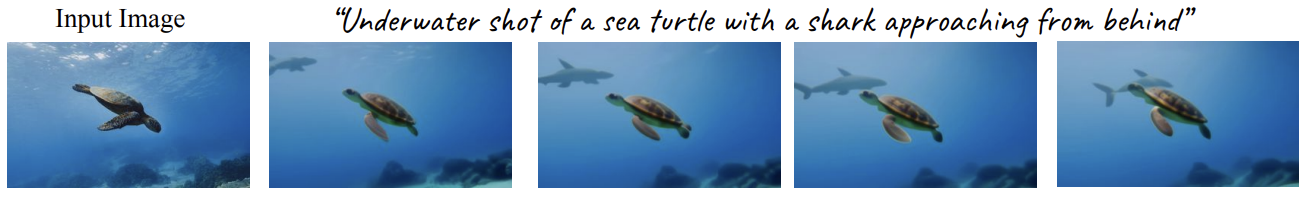 Input Image
“Underwater shot of a sea turtle with a shark approaching from behind”